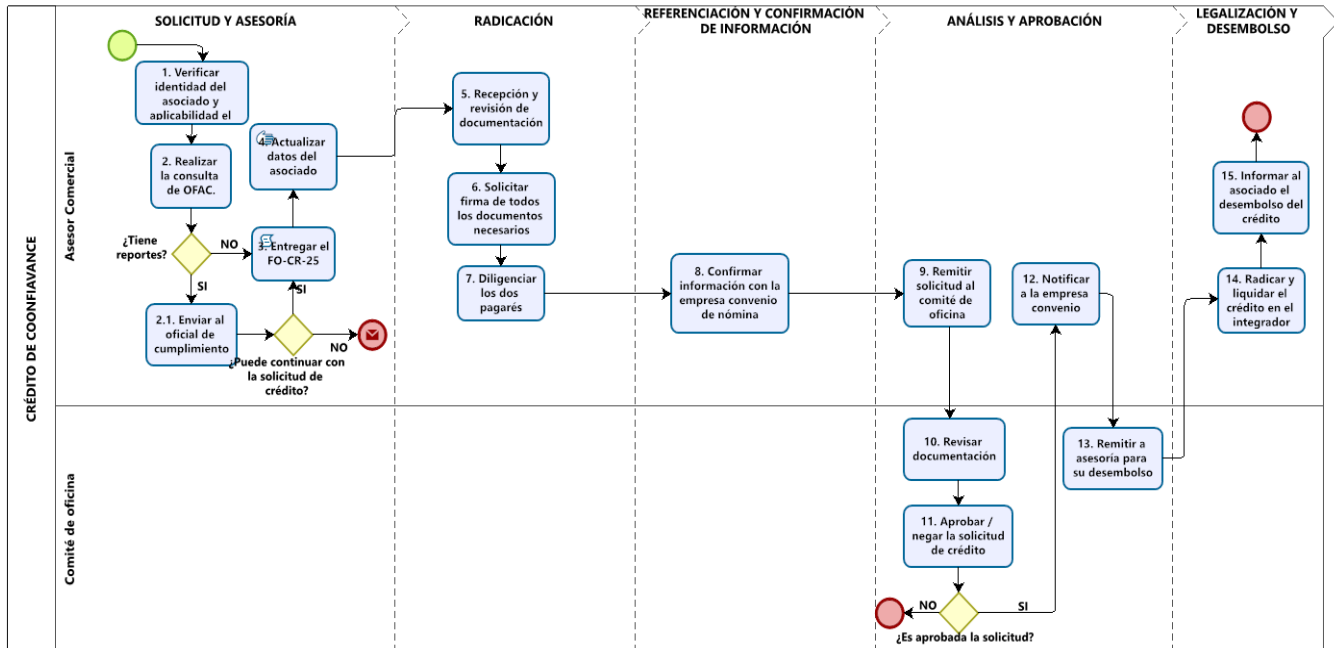 SOLICITUD Y ASESORÍA
RADICACIÓN
REFERENCIACIÓN Y CONFIRMACIÓN
DE INFORMACIÓN
ANÁLISIS Y APROBACIÓN
LEGALIZACIÓN Y
DESEMBOLSO
CRÉDITO DE COONFIAVANCE
Asesor Comercial
1. Verificar
identidad del
asociado y
aplicabilidad el
2. Realizar
la consulta
de OFAC.
¿Tiene
reportes?
NO
SI
2.1. Enviar al
oficial de
cumplimiento
3. Entregar el
FO-CR-25
SI
NO
¿Puede continuar con
la solicitud de
crédito?
4. Actualizar
datos del
asociado
5. Recepción y
revisión de
documentación
6. Solicitar
firma de todos
los documentos
necesarios
7. Diligenciar
los dos
pagarés
8. Confirmar
información con la
empresa convenio
de nómina
9. Remitir
solicitud al
comité de
oficina
12. Notificar
a la empresa
convenio
15. Informar al
asociado el
desembolso del
crédito
14. Radicar y
liquidar el
crédito en el
integrador
Comité de oficina
10. Revisar
documentación
11. Aprobar /
negar la solicitud
de crédito
NO
SI
¿Es aprobada la solicitud?
13. Remitir a
asesoría para
su desembolso